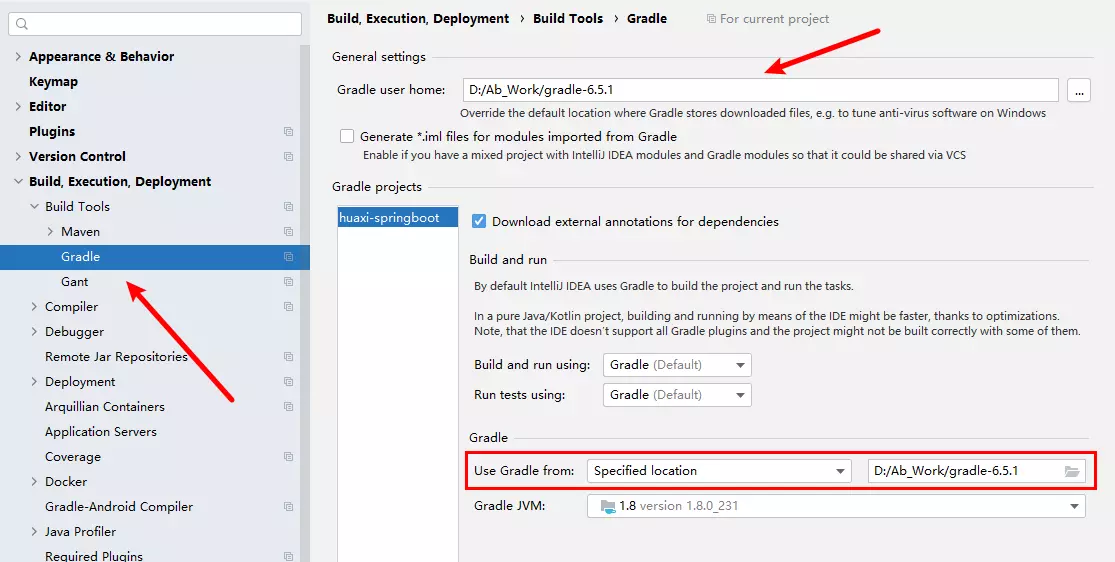 Appearance & Behavior
Keymap
Editor
Plugins
Version Control
Build, Execution, Deployment
Build Tools
Maven
Gradle
Gant
Compiler
Debugger
Remote Jar Repositories
Deployment
Arquillian Containers
Application Servers
Coverage
Docker
Gradle-Android Compiler
Java Profiler
Required Plugins
Build, Execution, Deployment › Build Tools › Gradle For current project
General settings
Gradle user home: D:/Ab_Work/gradle-6.5.1 ...
Override the default location where Gradle stores downloaded files, e.g. to tune anti-virus software on Windows
Generate *.iml files for modules imported from Gradle
Enable if you have a mixed project with IntelliJ IDEA modules and Gradle modules so that it could be shared via VCS
Gradle projects
huaxi-springboot
Download external annotations for dependencies
Build and run
By default IntelliJ IDEA uses Gradle to build the project and run the tasks.
In a pure Java/Kotlin project, building and running by means of the IDE might be faster, thanks to optimizations.
Note, that the IDE doesn't support all Gradle plugins and the project might not be built correctly with some of them.
Build and run using: Gradle (Default)
Run tests using: Gradle (Default)
Gradle
Use Gradle from: Specified location D:/Ab_Work/gradle-6.5.1
Gradle JVM: 1.8 version 1.8.0_231